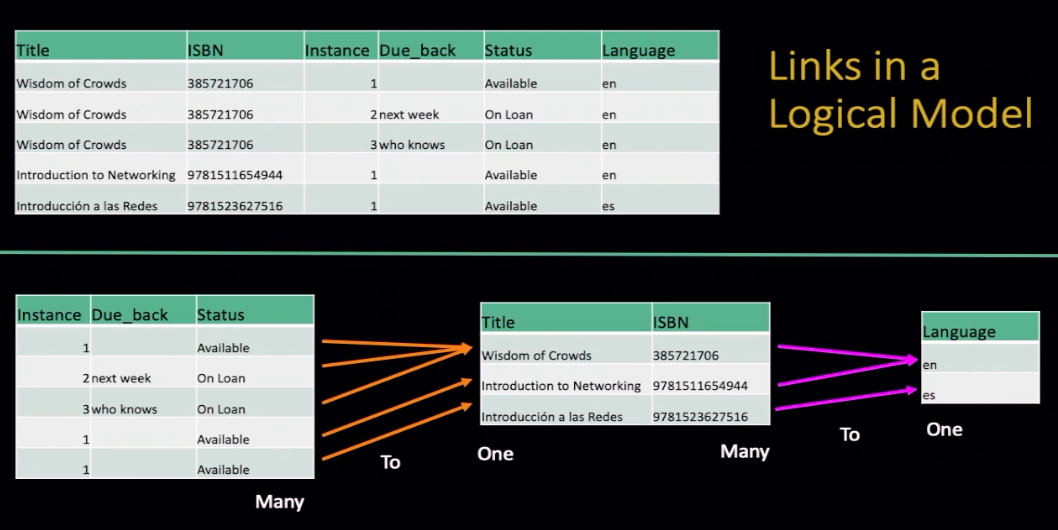 Links in a
Logical Model
Title ISBN Instance Due_back Status Language
Wisdom of Crowds 385721706 1 Available en
Wisdom of Crowds 385721706 2 next week On Loan en
Wisdom of Crowds 385721706 3 who knows On Loan en
Introduction to Networking 9781511654944 1 Available en
Introducción a las Redes 9781523627516 1 Available es
Instance Due_back Status
1 Available
2 next week On Loan
3 who knows On Loan
1 Available
1 Available
Many
To
Title ISBN
Wisdom of Crowds 385721706
Introduction to Networking 9781511654944
Introducción a las Redes 9781523627516
One
Many
To
Language
en
es
One